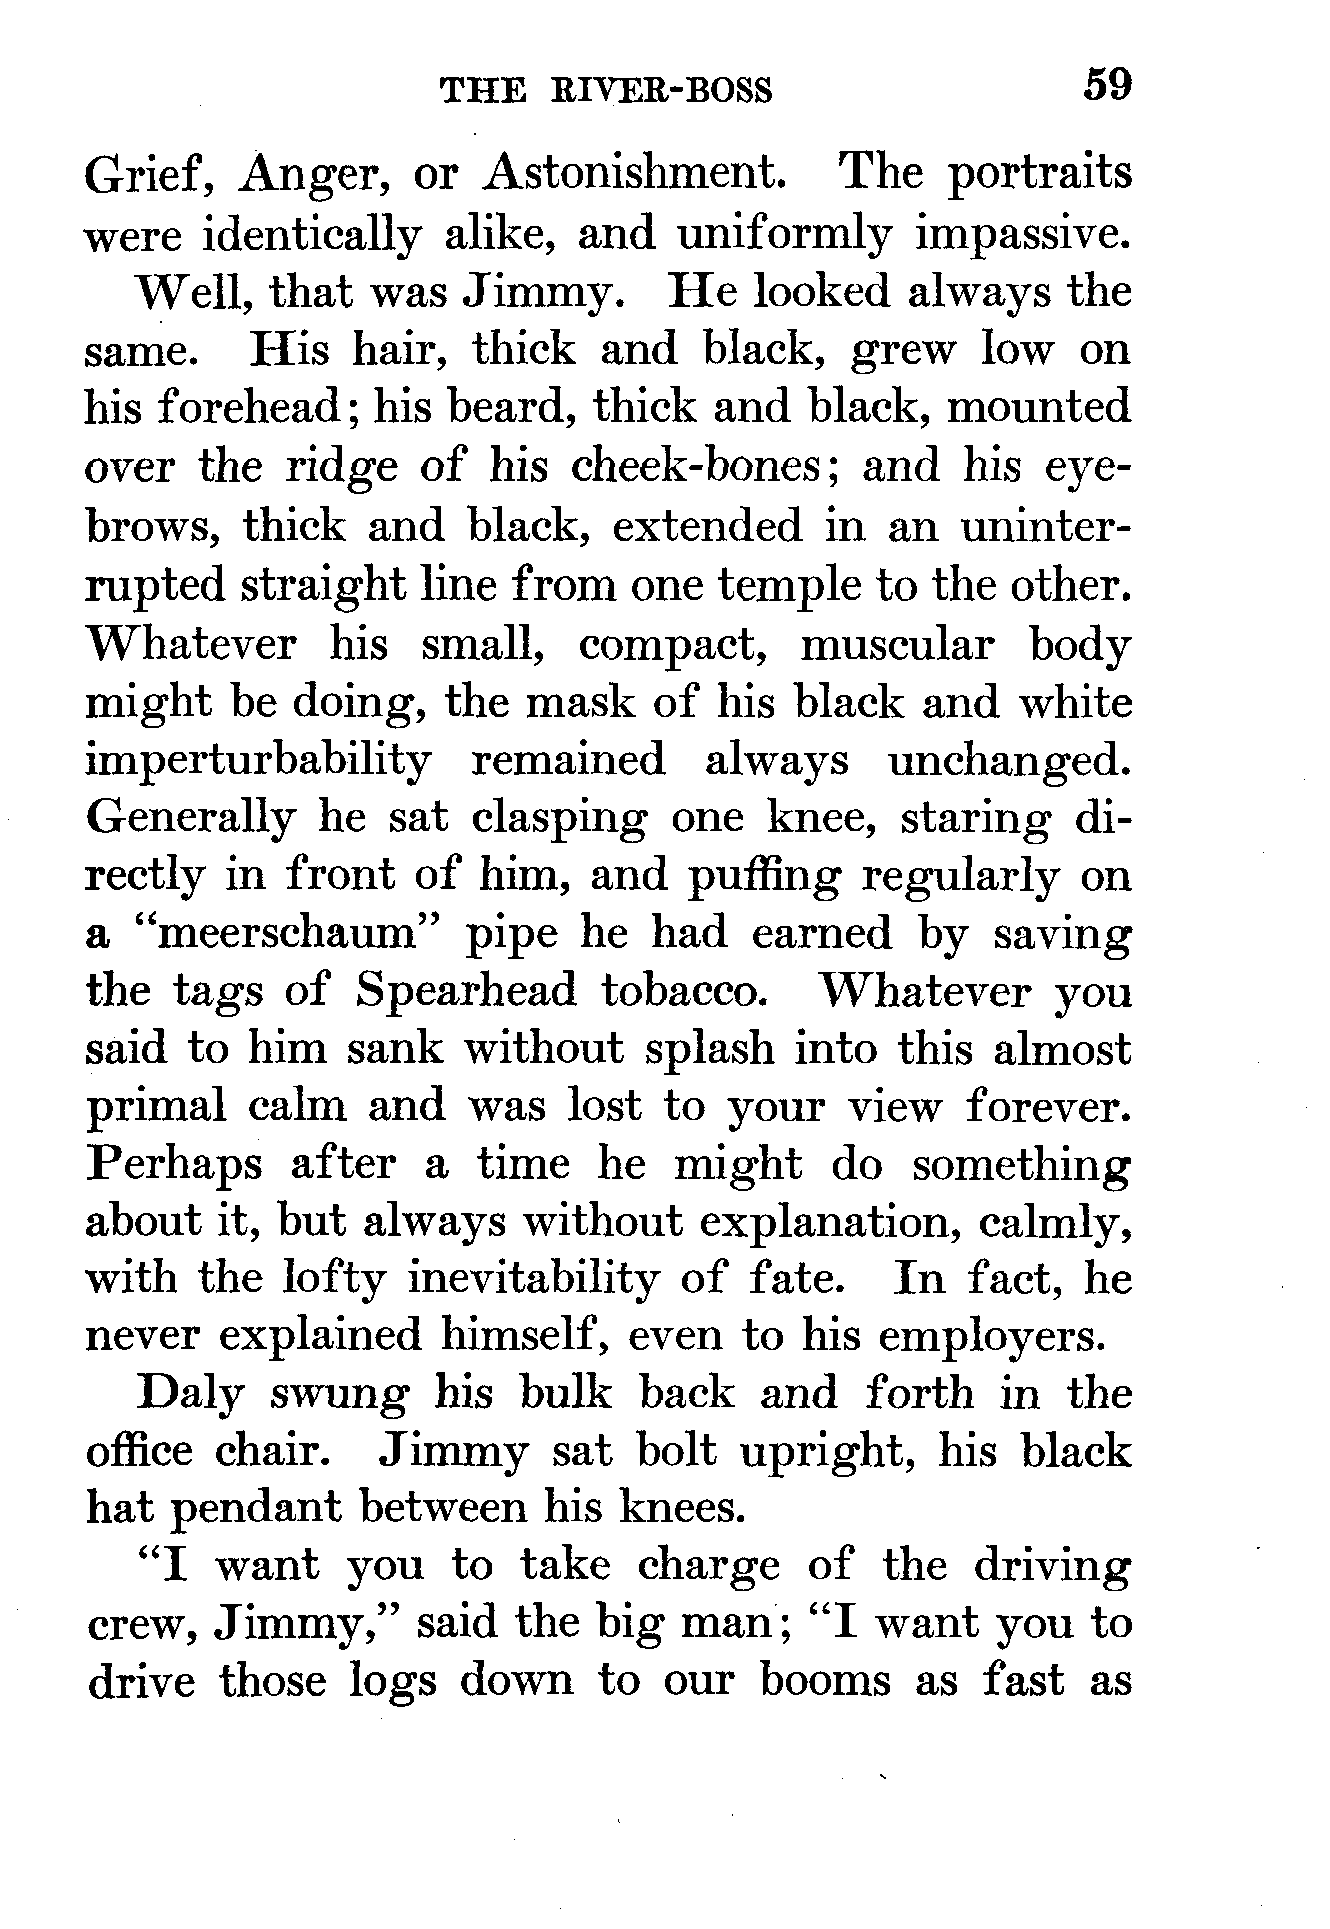 THE RIVER-BOSS 59
Grief, Anger, or Astonishment. The portraits
were identically alike, and uniformly impassive.
Well, that was Jimmy. He looked always the
same. His hair, thick and black, grew low on
his forehead; his beard, thick and black, mounted
over the ridge of his cheek-bones; and his eye-
brows, thick and black, extended in an uninter-
rupted straight line from one temple to the other.
Whatever his small, compact, muscular body
might be doing, the mask of his black and white
imperturbability remained always unchanged.
Generally he sat clasping one knee, staring di-
rectly in front of him, and puffing regularly on
a “meerschaum” pipe he had earned by saving
the tags of Spearhead tobacco. Whatever you
said to him sank without splash into this almost
primal calm and was lost to your view forever.
Perhaps after a time he might do something
about it, but always without explanation, calmly,
with the lofty inevitability of fate. In fact, he
never explained himself, even to his employers.
Daly swung his bulk back and forth in the
office chair. Jimmy sat bolt upright, his black
hat pendant between his knees.
“I want you to take charge of the driving
crew, Jimmy,” said the big man; “I want you to
drive those logs down to our booms as fast as